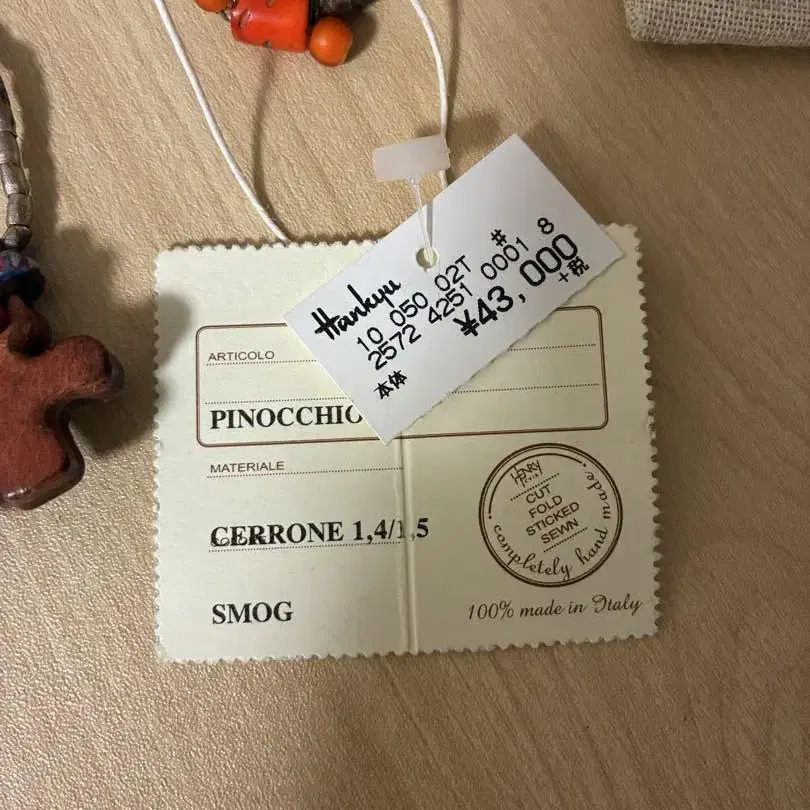 Hankyu
10 050 02T #
2572 4251 0001 8
¥43,000
+税
本体
ARTICOLO
PINOCCHIO
MATERIALE
CERRONE 1,4/1,5
SMOG
HENRY
CUT
FOLD
STICKED
SEWN
completely hand made
100% made in Italy